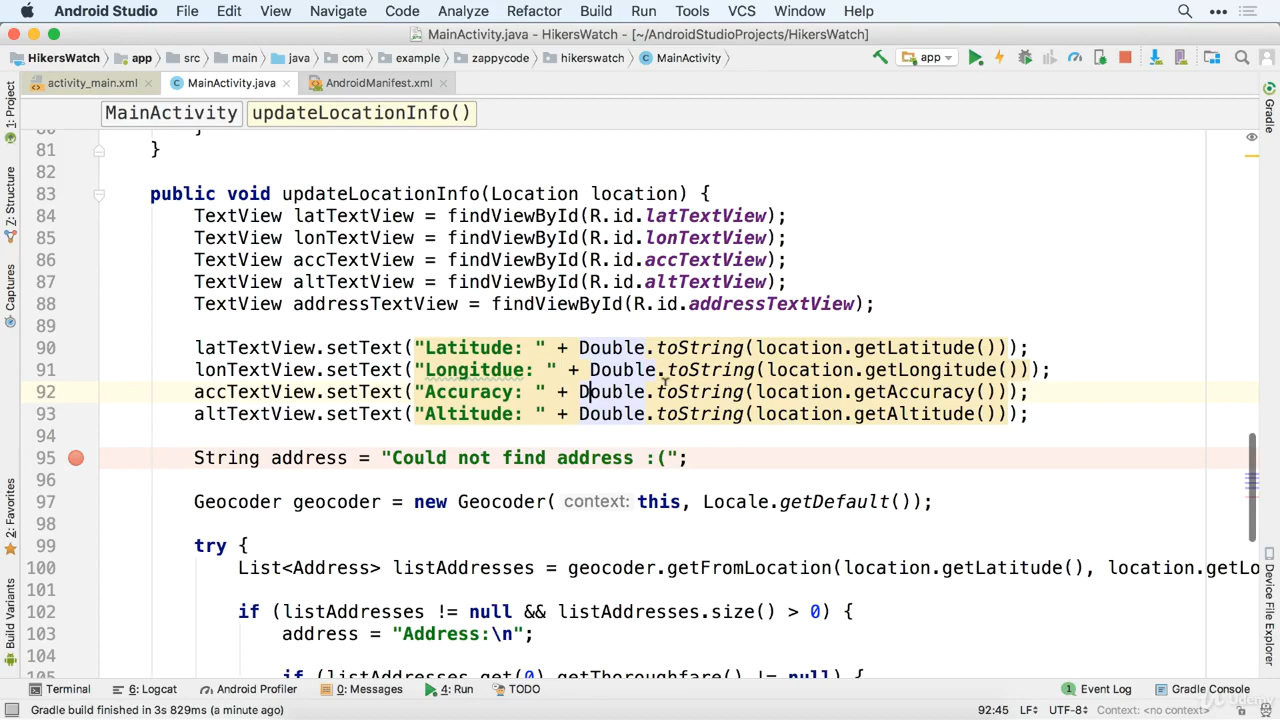 Android Studio File Edit View Navigate Code Analyze Refactor Build Run Tools VCS Window Help
MainActivity.java - HikersWatch - [~/AndroidStudioProjects/HikersWatch]
HikersWatch app src main java com example zappycode hikerswatch MainActivity app
activity_main.xml MainActivity.java AndroidManifest.xml
MainActivity updateLocationInfo()
81 }
82
83 public void updateLocationInfo(Location location) {
84 TextView latTextView = findViewById(R.id.latTextView);
85 TextView lonTextView = findViewById(R.id.lonTextView);
86 TextView accTextView = findViewById(R.id.accTextView);
87 TextView altTextView = findViewById(R.id.altTextView);
88 TextView addressTextView = findViewById(R.id.addressTextView);
89
90 latTextView.setText("Latitude: " + Double.toString(location.getLatitude()));
91 lonTextView.setText("Longitdue: " + Double.toString(location.getLongitude()));
92 accTextView.setText("Accuracy: " + Double.toString(location.getAccuracy()));
93 altTextView.setText("Altitude: " + Double.toString(location.getAltitude()));
94
95 String address = "Could not find address :(";
96
97 Geocoder geocoder = new Geocoder( context: this, Locale.getDefault());
98
99 try {
100 List<Address> listAddresses = geocoder.getFromLocation(location.getLatitude(), location.getLo
101
102 if (listAddresses != null && listAddresses.size() > 0) {
103 address = "Address:\n";
104
105 if (listAddresses.get(0).getThoroughfare() != null) {
1: Project
Z: Structure
Captures
2: Favorites
Build Variants
Gradle
Device File Explorer
Terminal 6: Logcat Android Profiler 0: Messages 4: Run TODO Event Log Gradle Console
Gradle build finished in 3s 829ms (a minute ago) 92:45 LF UTF-8 Context: <no context>
Udemy